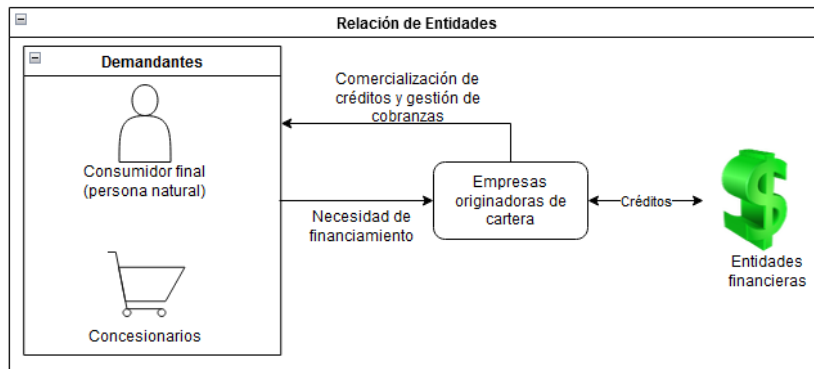 Relación de Entidades
Demandantes
Consumidor final
(persona natural)
Concesionarios
Comercialización de
créditos y gestión de
cobranzas
Necesidad de
financiamiento
Empresas
originadoras de
cartera
Créditos
Entidades
financieras